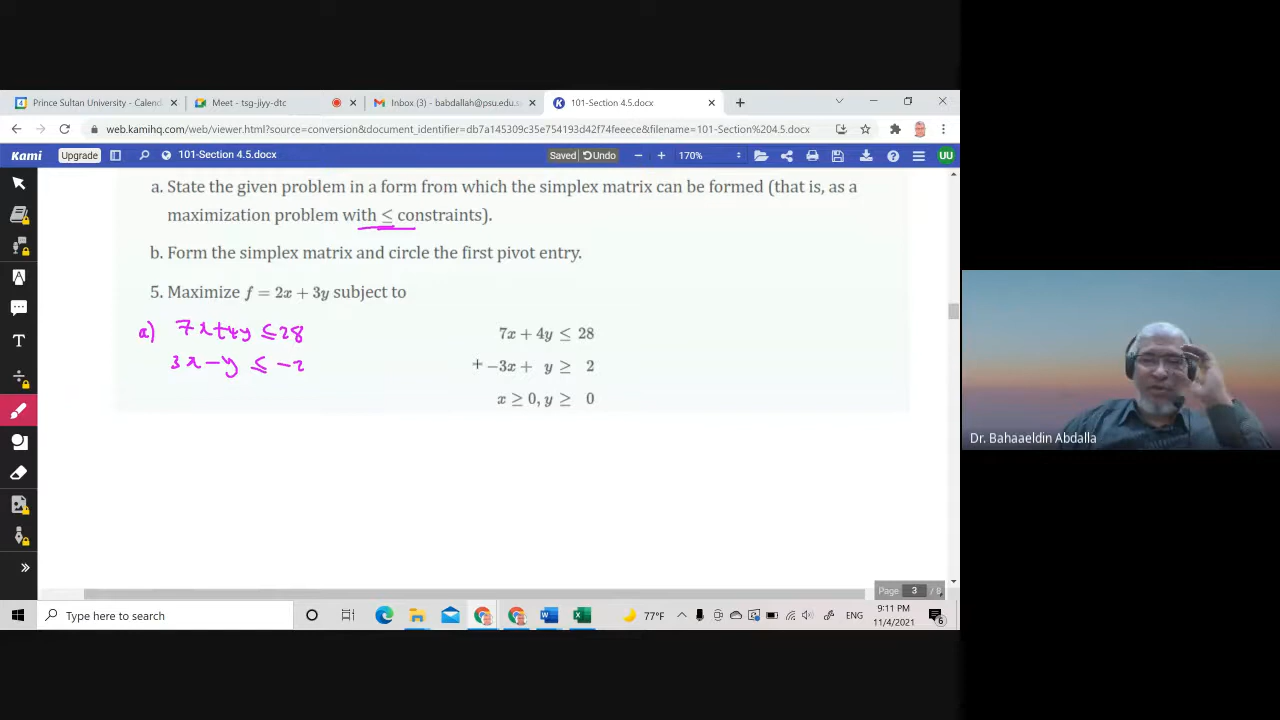 Prince Sultan University - Calenda
Meet - tsg-jiyy-dtc
Inbox (3) - babdallah@psu.edu.s
101-Section 4.5.docx
web.kamihq.com/web/viewer.html?source=conversion&document_identifier=db7a145309c35e754193d42f74feeece&filename=101-Section%204.5.docx
Kami
Upgrade
101-Section 4.5.docx
Saved
Undo
170%
UU
a. State the given problem in a form from which the simplex matrix can be formed (that is, as a
maximization problem with ≤ constraints).
b. Form the simplex matrix and circle the first pivot entry.
5. Maximize f = 2x + 3y subject to
a) 7x+4y ≤ 28
7x + 4y ≤ 28
3x - y ≤ -2
−3x + y ≥ 2
x ≥ 0, y ≥ 0
Dr. Bahaaeldin Abdalla
Page 3
Type here to search
77°F
ENG
9:11 PM
11/4/2021
6